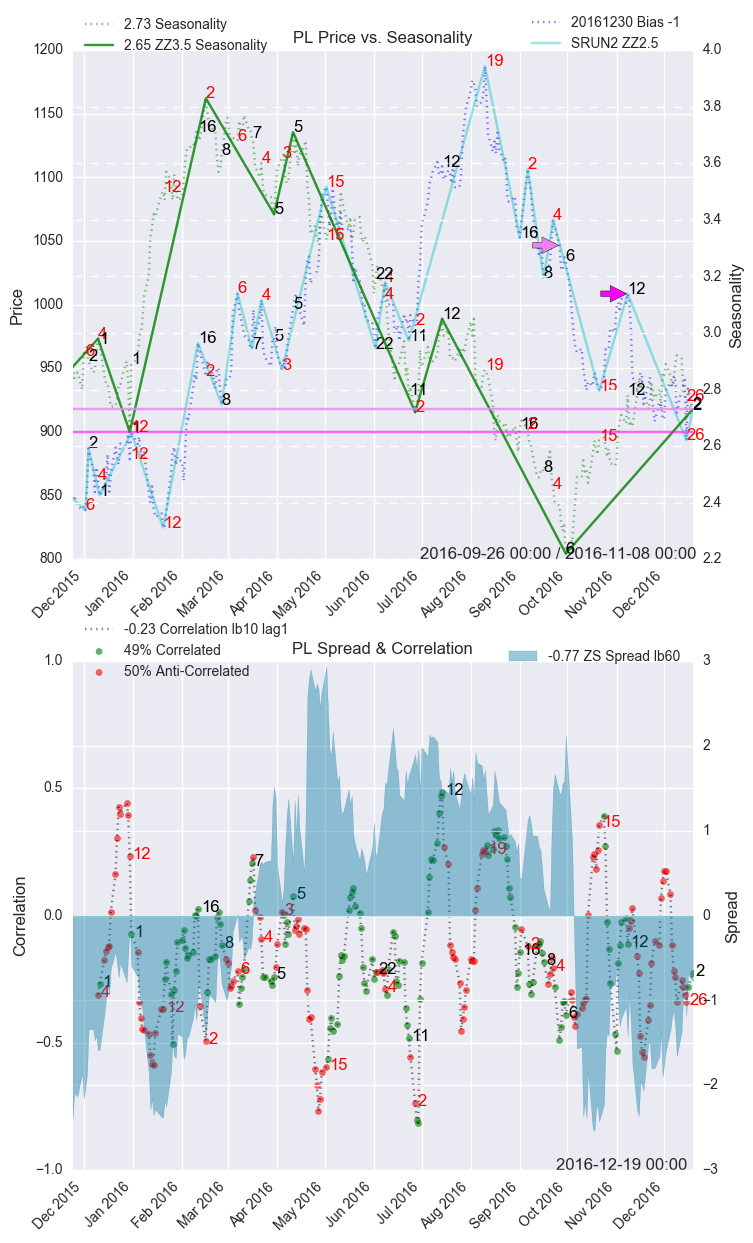 2.73 Seasonality
2.65 ZZ3.5 Seasonality
PL Price vs. Seasonality
20161230 Bias -1
SRUN2 ZZ2.5
1200
1150
1100
1050
1000
950
900
850
800
Price
4.0
3.8
3.6
3.4
3.2
3.0
2.8
2.6
2.4
2.2
Seasonality
2016-09-26 00:00 / 2016-11-08 00:00
Dec 2015
Jan 2016
Feb 2016
Mar 2016
Apr 2016
May 2016
Jun 2016
Jul 2016
Aug 2016
Sep 2016
Oct 2016
Nov 2016
Dec 2016
-0.23 Correlation lb10 lag1
49% Correlated
50% Anti-Correlated
PL Spread & Correlation
-0.77 ZS Spread lb60
1.0
0.5
0.0
−0.5
−1.0
Correlation
3
2
1
0
−1
−2
−3
Spread
2016-12-19 00:00
Dec 2015
Jan 2016
Feb 2016
Mar 2016
Apr 2016
May 2016
Jun 2016
Jul 2016
Aug 2016
Sep 2016
Oct 2016
Nov 2016
Dec 2016